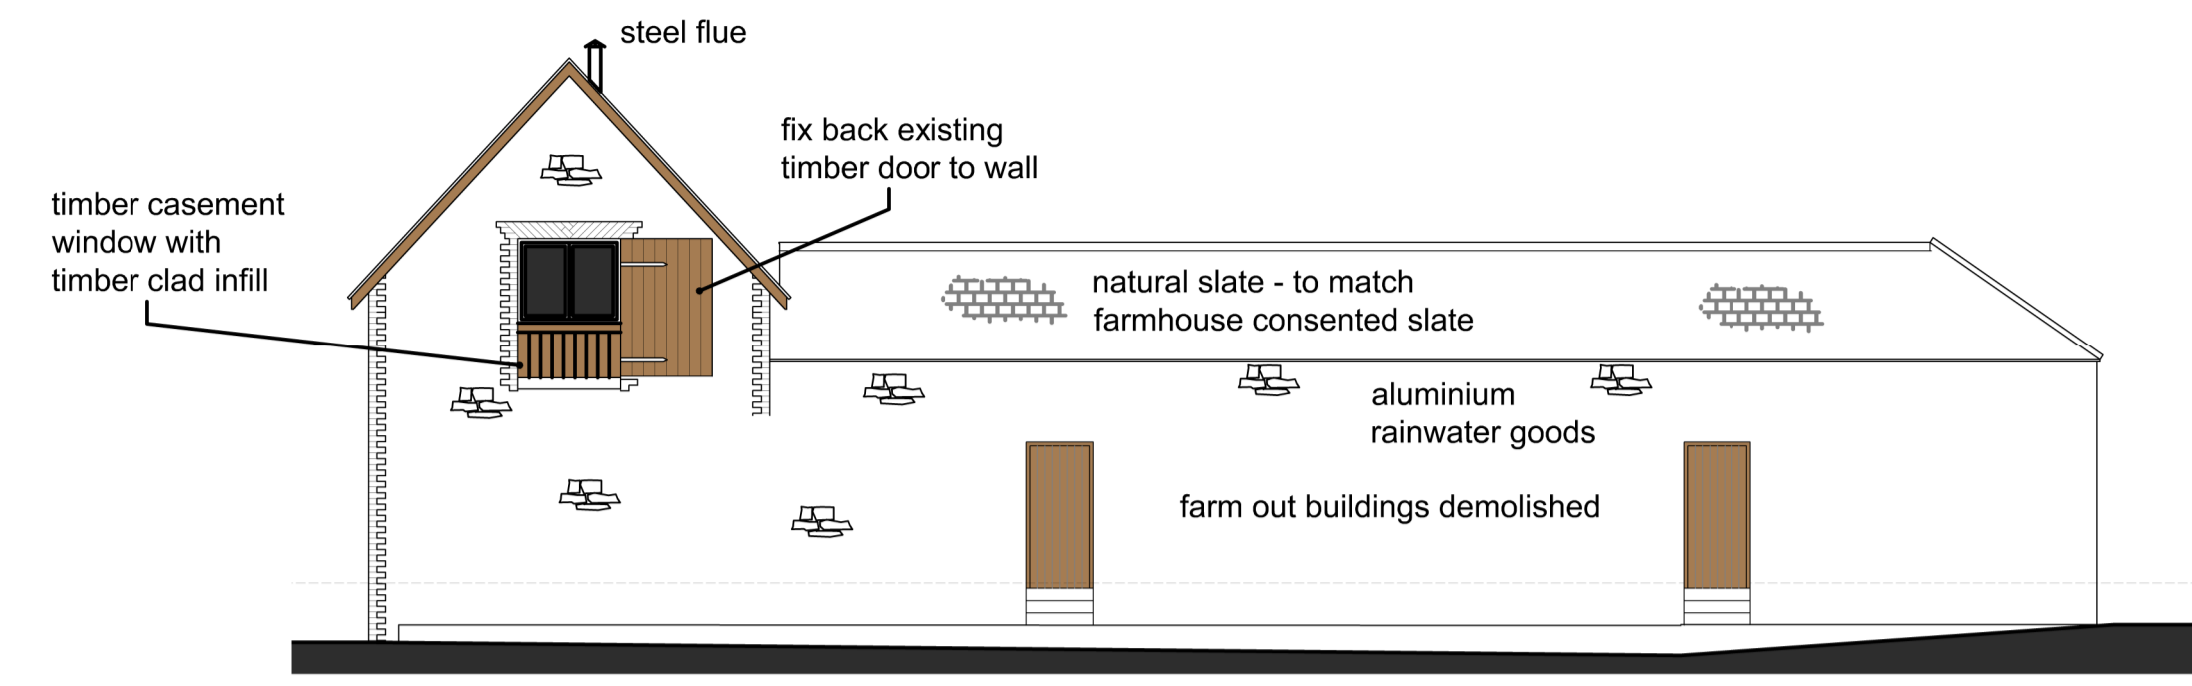 steel flue
fix back existing
timber door to wall
timber casement
window with
timber clad infill
natural slate - to match
farmhouse consented slate
aluminium
rainwater goods
farm out buildings demolished